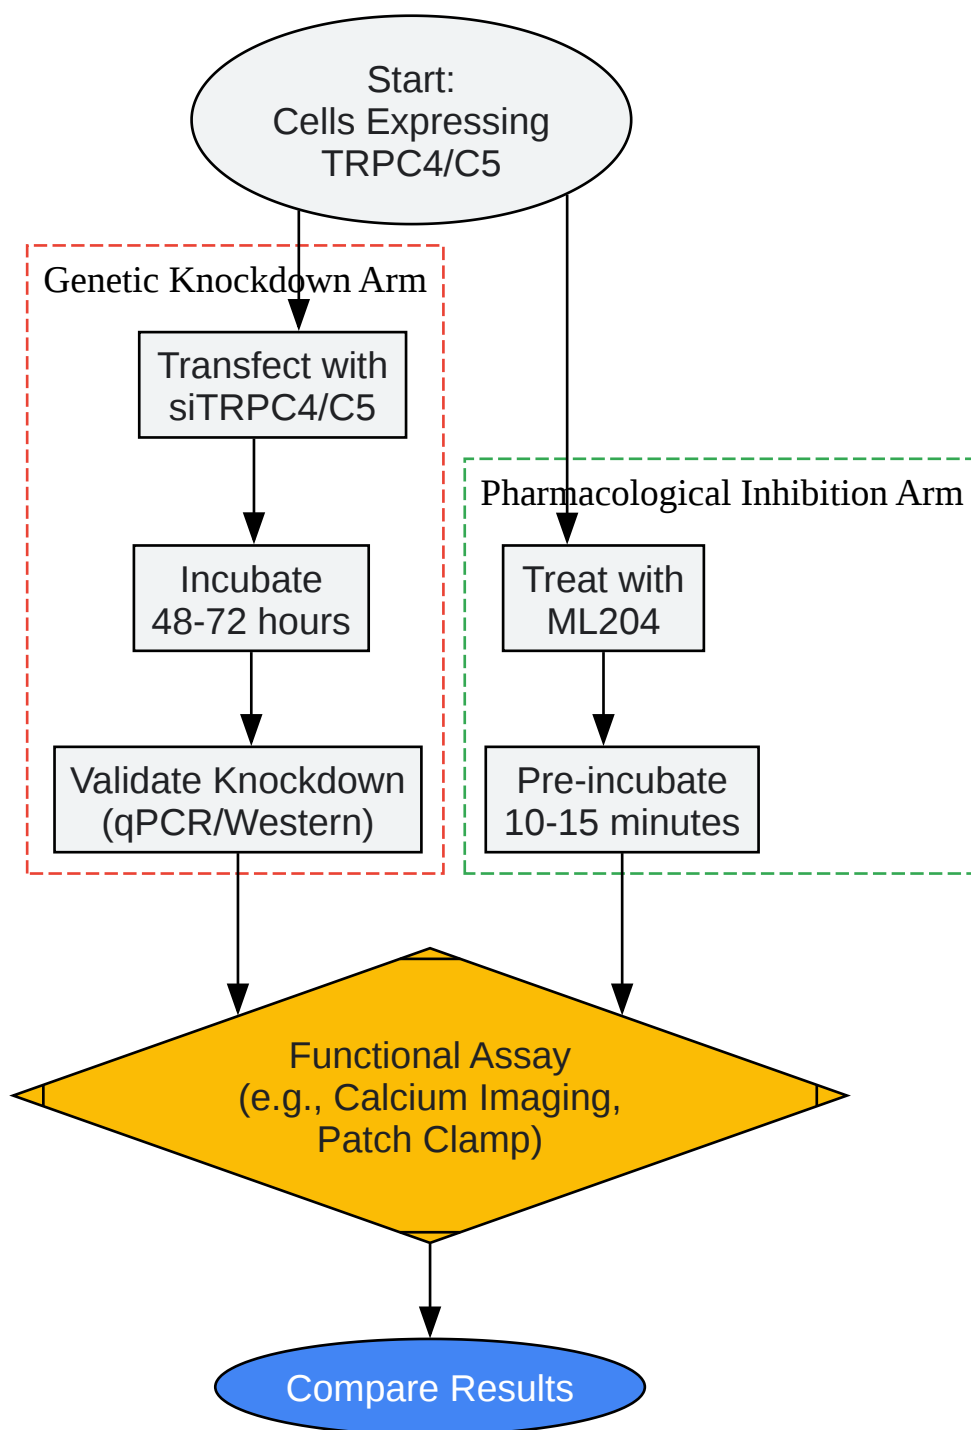 Start:
Cells Expressing
TRPC4/C5
Genetic Knockdown Arm
Transfect with
siTRPC4/C5
Incubate
48-72 hours
Validate Knockdown
(qPCR/Western)
Pharmacological Inhibition Arm
Treat with
ML204
Pre-incubate
10-15 minutes
Functional Assay
(e.g., Calcium Imaging,
Patch Clamp)
Compare Results